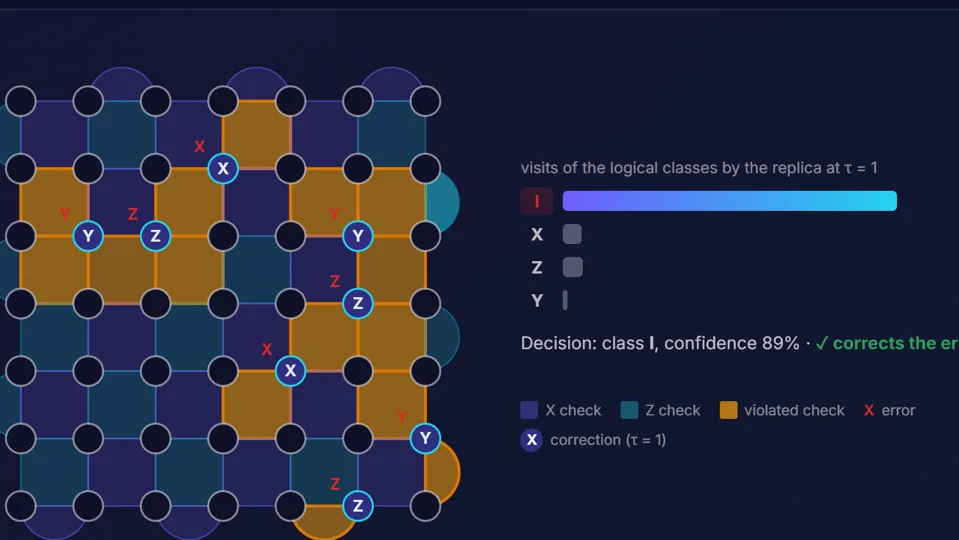 X
X
visits of the logical classes by the replica at τ = 1
I
Y Z Y
Y Z Y
X
Z
Z
Z
Y
X
X
Decision: class I, confidence 89% · ✓ corrects the er
Y
Y
X check Z check violated check X error
X correction (τ = 1)
Z
Z